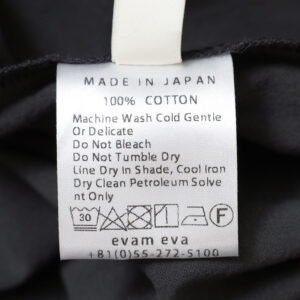 MADE IN JAPAN
100% COTTON
Machine Wash Cold Gentle
Or Delicate
Do Not Bleach
Do Not Tumble Dry
Line Dry in Shade, Cool Iron
Dry Clean Petroleum Solve
nt Only
30 F
evam eva
+81(0)55-272-5100